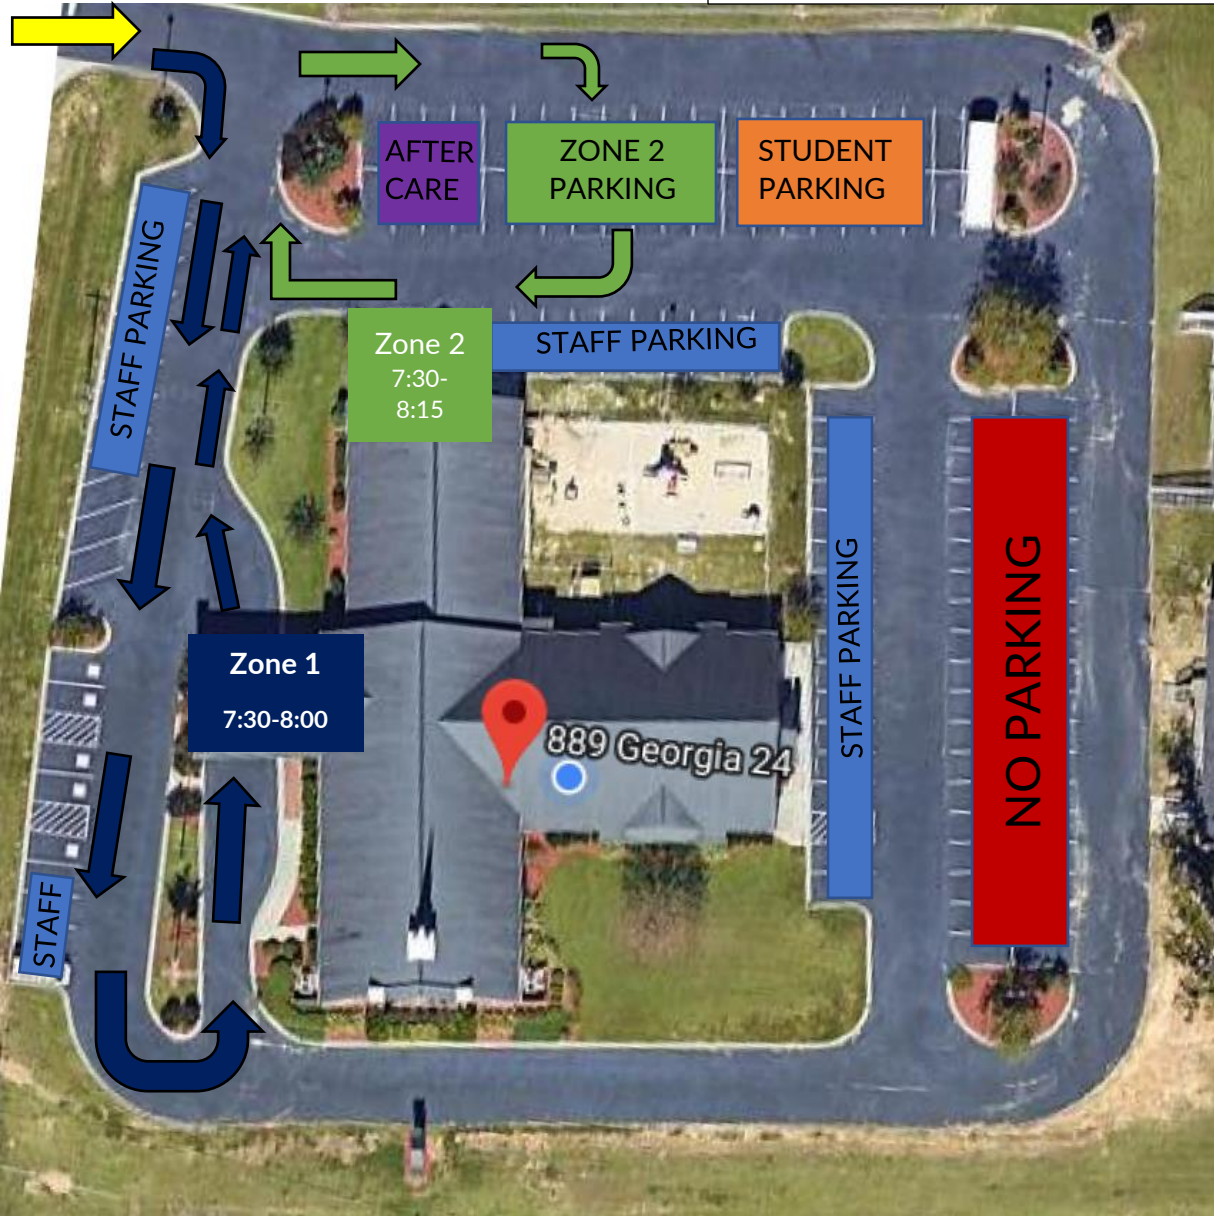 AFTER
CARE
ZONE 2
PARKING
STUDENT
PARKING
STAFF PARKING
Zone 2
7:30-
8:15
STAFF PARKING
STAFF PARKING
NO PARKING
Zone 1
7:30-8:00
889 Georgia 24
STAFF